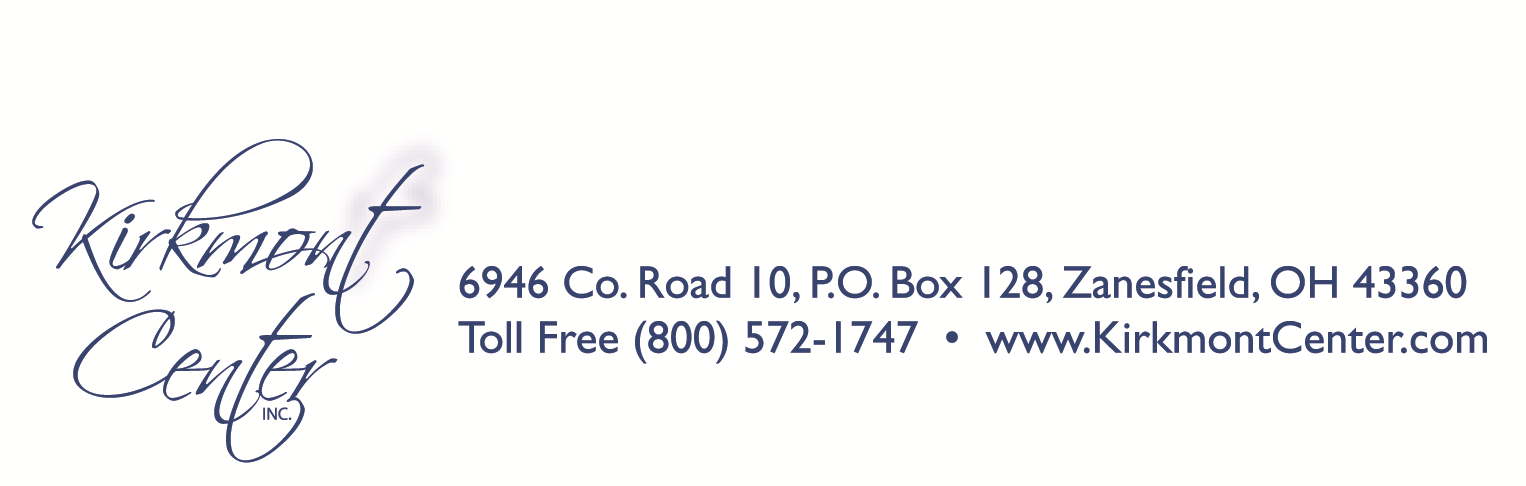 Kirkmont
Center
INC.
6946 Co. Road 10, P.O. Box 128, Zanesfield, OH 43360
Toll Free (800) 572-1747 • www.KirkmontCenter.com